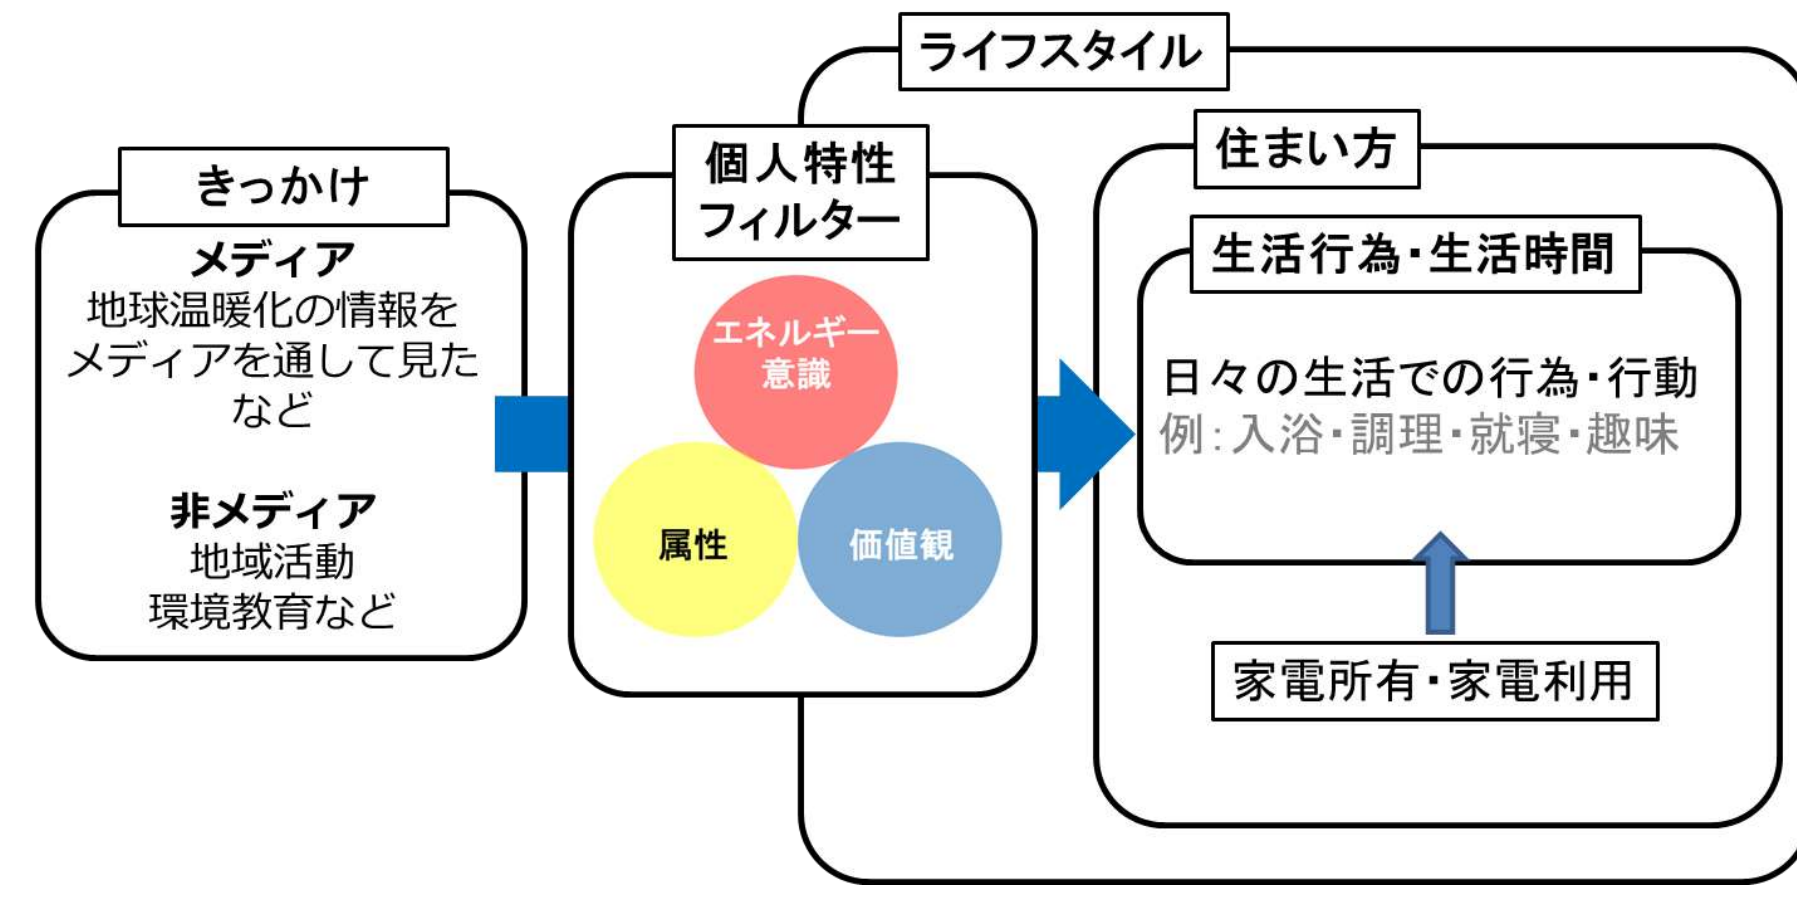 ライフスタイル
きっかけ
メディア
地球温暖化の情報を
メディアを通して見た
など
非メディア
地域活動
環境教育など
個人特性
フィルター
エネルギー
意識
属性
価値観
住まい方
生活行為・生活時間
日々の生活での行為・行動
例：入浴・調理・就寝・趣味
家電所有・家電利用